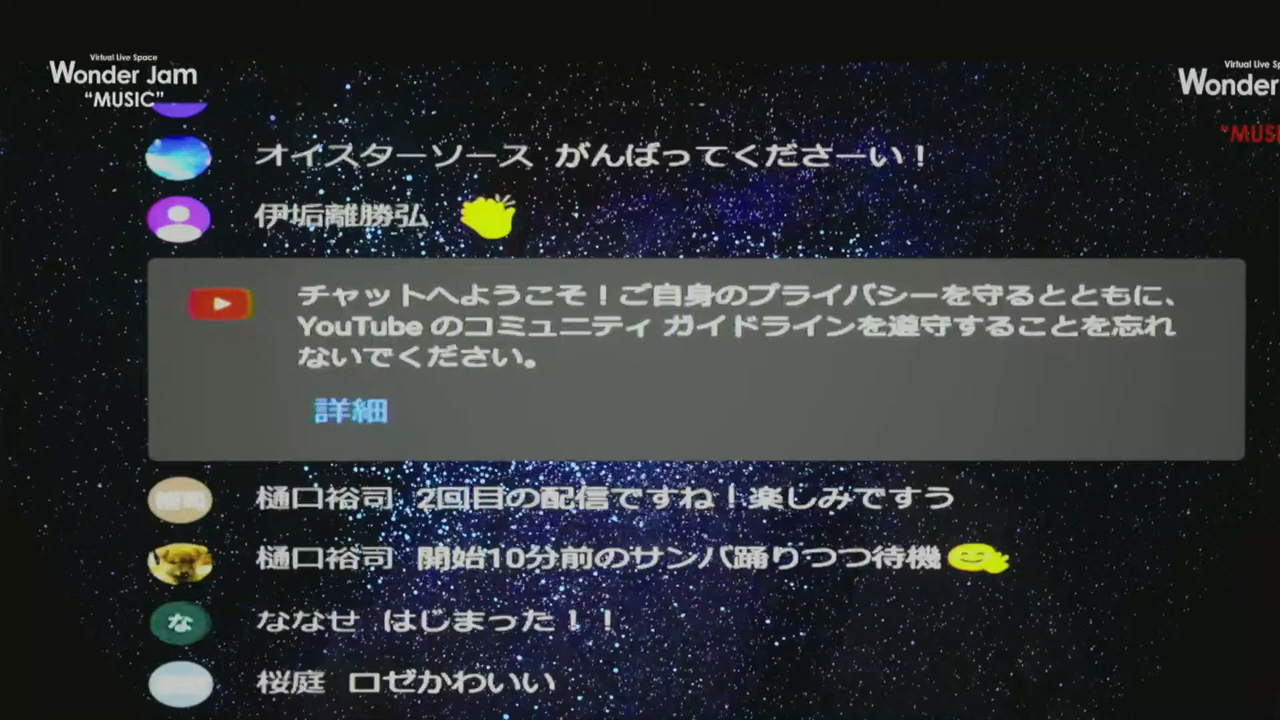 Virtual Live Space
Wonder Jam
“MUSIC”
Virtual Live Sp
Wonder
“MUSI
オイスターソース がんばってくださーい！
伊垢離勝弘
チャットへようこそ！ご自身のプライバシーを守るとともに、
YouTube のコミュニティ ガイドラインを遵守することを忘れ
ないでください。
詳細
樋口裕司 2回目の配信ですね！楽しみですう
樋口裕司 開始10分前のサンバ踊りつつ待機
な ななせ はじまった！！
桜庭 ロゼかわいい